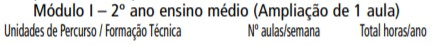 Módulo I – 2º ano ensino médio (Ampliação de 1 aula)
Unidades de Percurso / Formação Técnica Nº aulas/semana Total horas/ano